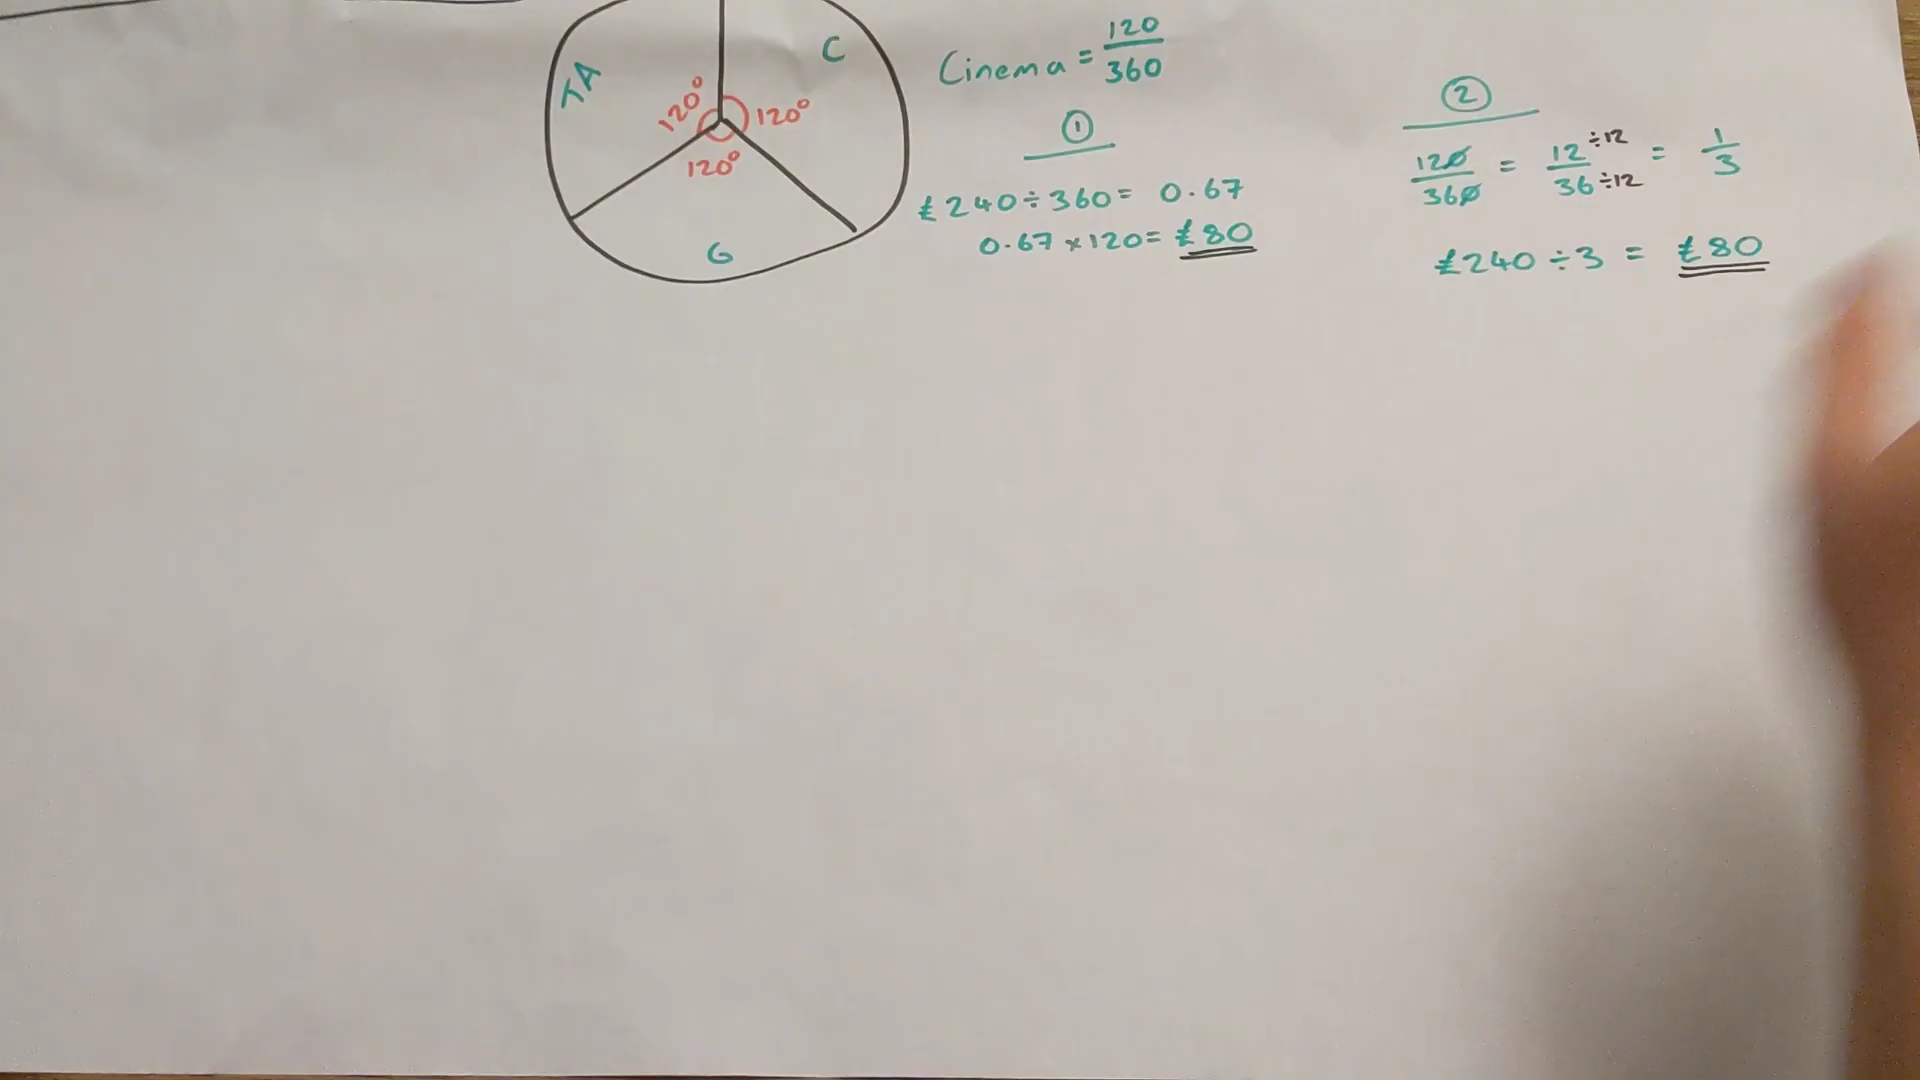 TA
C
120°
120°
120°
G
Cinema = 120/360
①
£240 ÷ 360 = 0.67
0.67 × 120 = £80
②
120/360 = 12 ÷12/36 ÷12 = 1/3
£240 ÷ 3 = £80